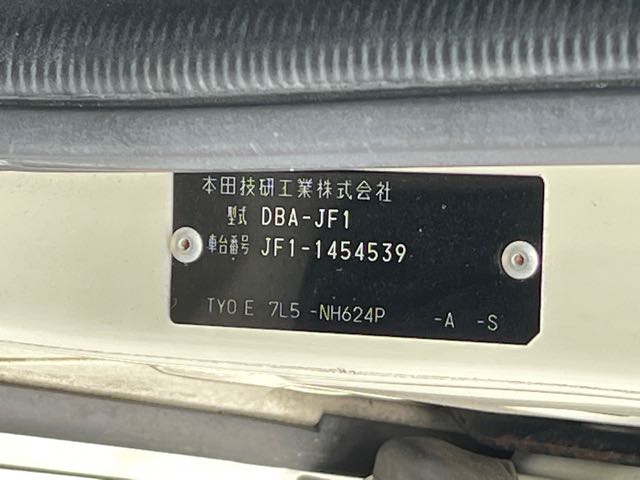 本田技研工業株式会社
型式 DBA-JF1
車台番号 JF1-1454539
TYO E 7L5 -NH624P -A -S